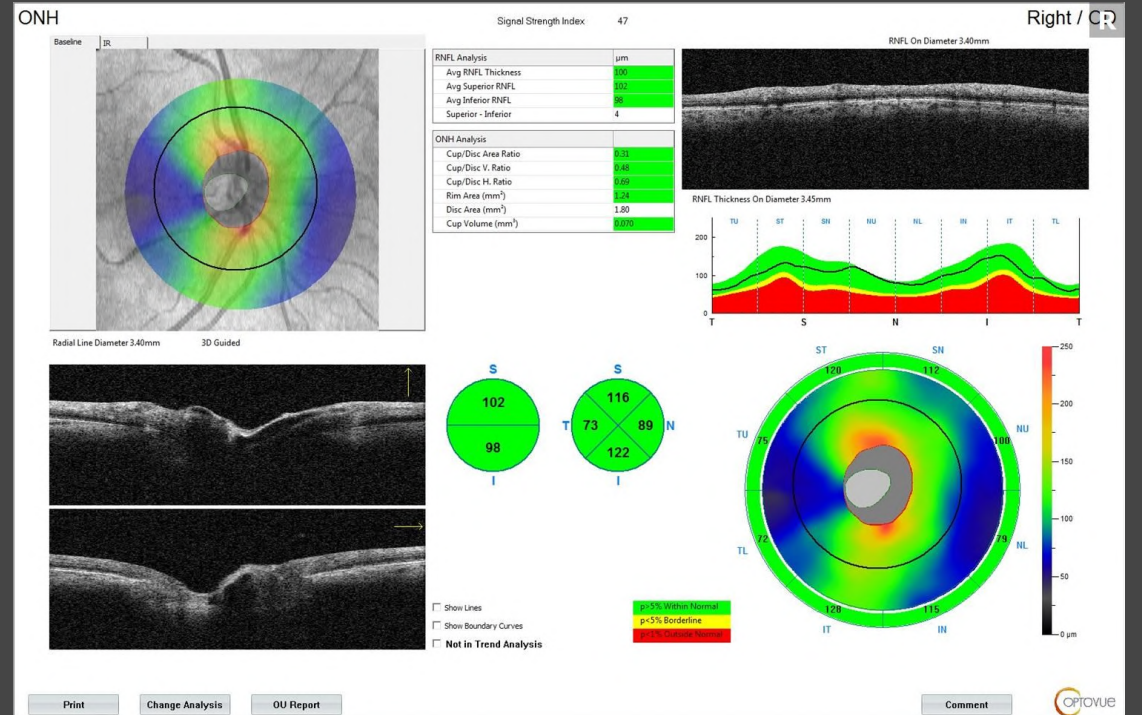 ONH
Signal Strength Index 47
Right / OD
R
Baseline IR
RNFL Analysis µm
Avg RNFL Thickness 100
Avg Superior RNFL 102
Avg Inferior RNFL 98
Superior - Inferior 4
ONH Analysis
Cup/Disc Area Ratio 0.31
Cup/Disc V. Ratio 0.48
Cup/Disc H. Ratio 0.69
Rim Area (mm²) 1.24
Disc Area (mm²) 1.80
Cup Volume (mm³) 0.070
RNFL On Diameter 3.40mm
RNFL Thickness On Diameter 3.45mm
TU ST SN NU NL IN IT TL
200
100
0
T S N I T
Radial Line Diameter 3.40mm 3D Guided
S
102
98
I
S
116
T 73 89 N
122
I
ST SN
120 112
TU NU
75 100
72 79
TL NL
128 115
IT IN
250
200
150
100
50
0 µm
Show Lines
Show Boundary Curves
Not in Trend Analysis
p>5% Within Normal
p<5% Borderline
p<1% Outside Normal
Print Change Analysis OU Report Comment
OPTOVUE